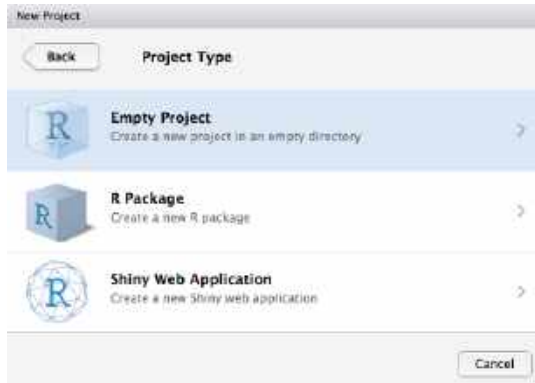 New Project
Back
Project Type
R
Empty Project
Create a new project in an empty directory
R
R Package
Create a new R package
R
Shiny Web Application
Create a new Shiny web application
Cancel